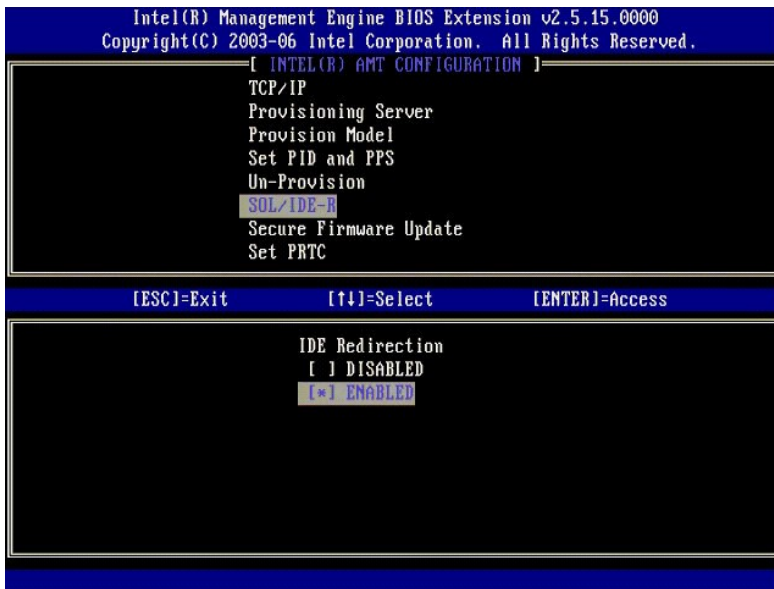 Intel(R) Management Engine BIOS Extension v2.5.15.0000
Copyright(C) 2003-06 Intel Corporation. All Rights Reserved.
[ INTEL(R) AMT CONFIGURATION ]
TCP/IP
Provisioning Server
Provision Model
Set PID and PPS
Un-Provision
SOL/IDE-R
Secure Firmware Update
Set PRTC
[ESC]=Exit [↑↓]=Select [ENTER]=Access
IDE Redirection
[ ] DISABLED
[*] ENABLED